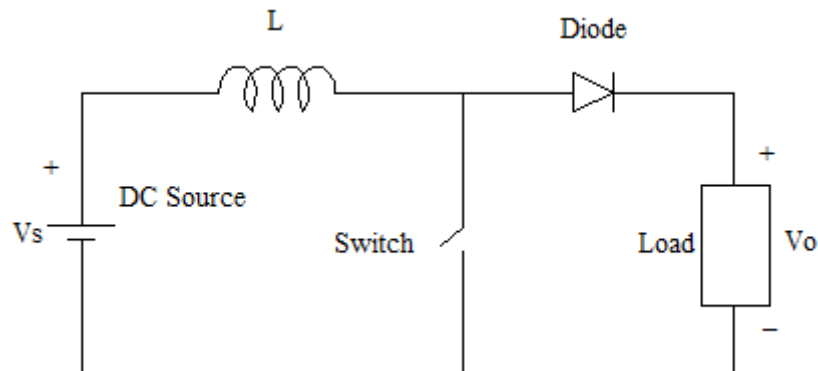 L
Diode
+
+
DC Source
Vs
Switch
Load
Vo
–